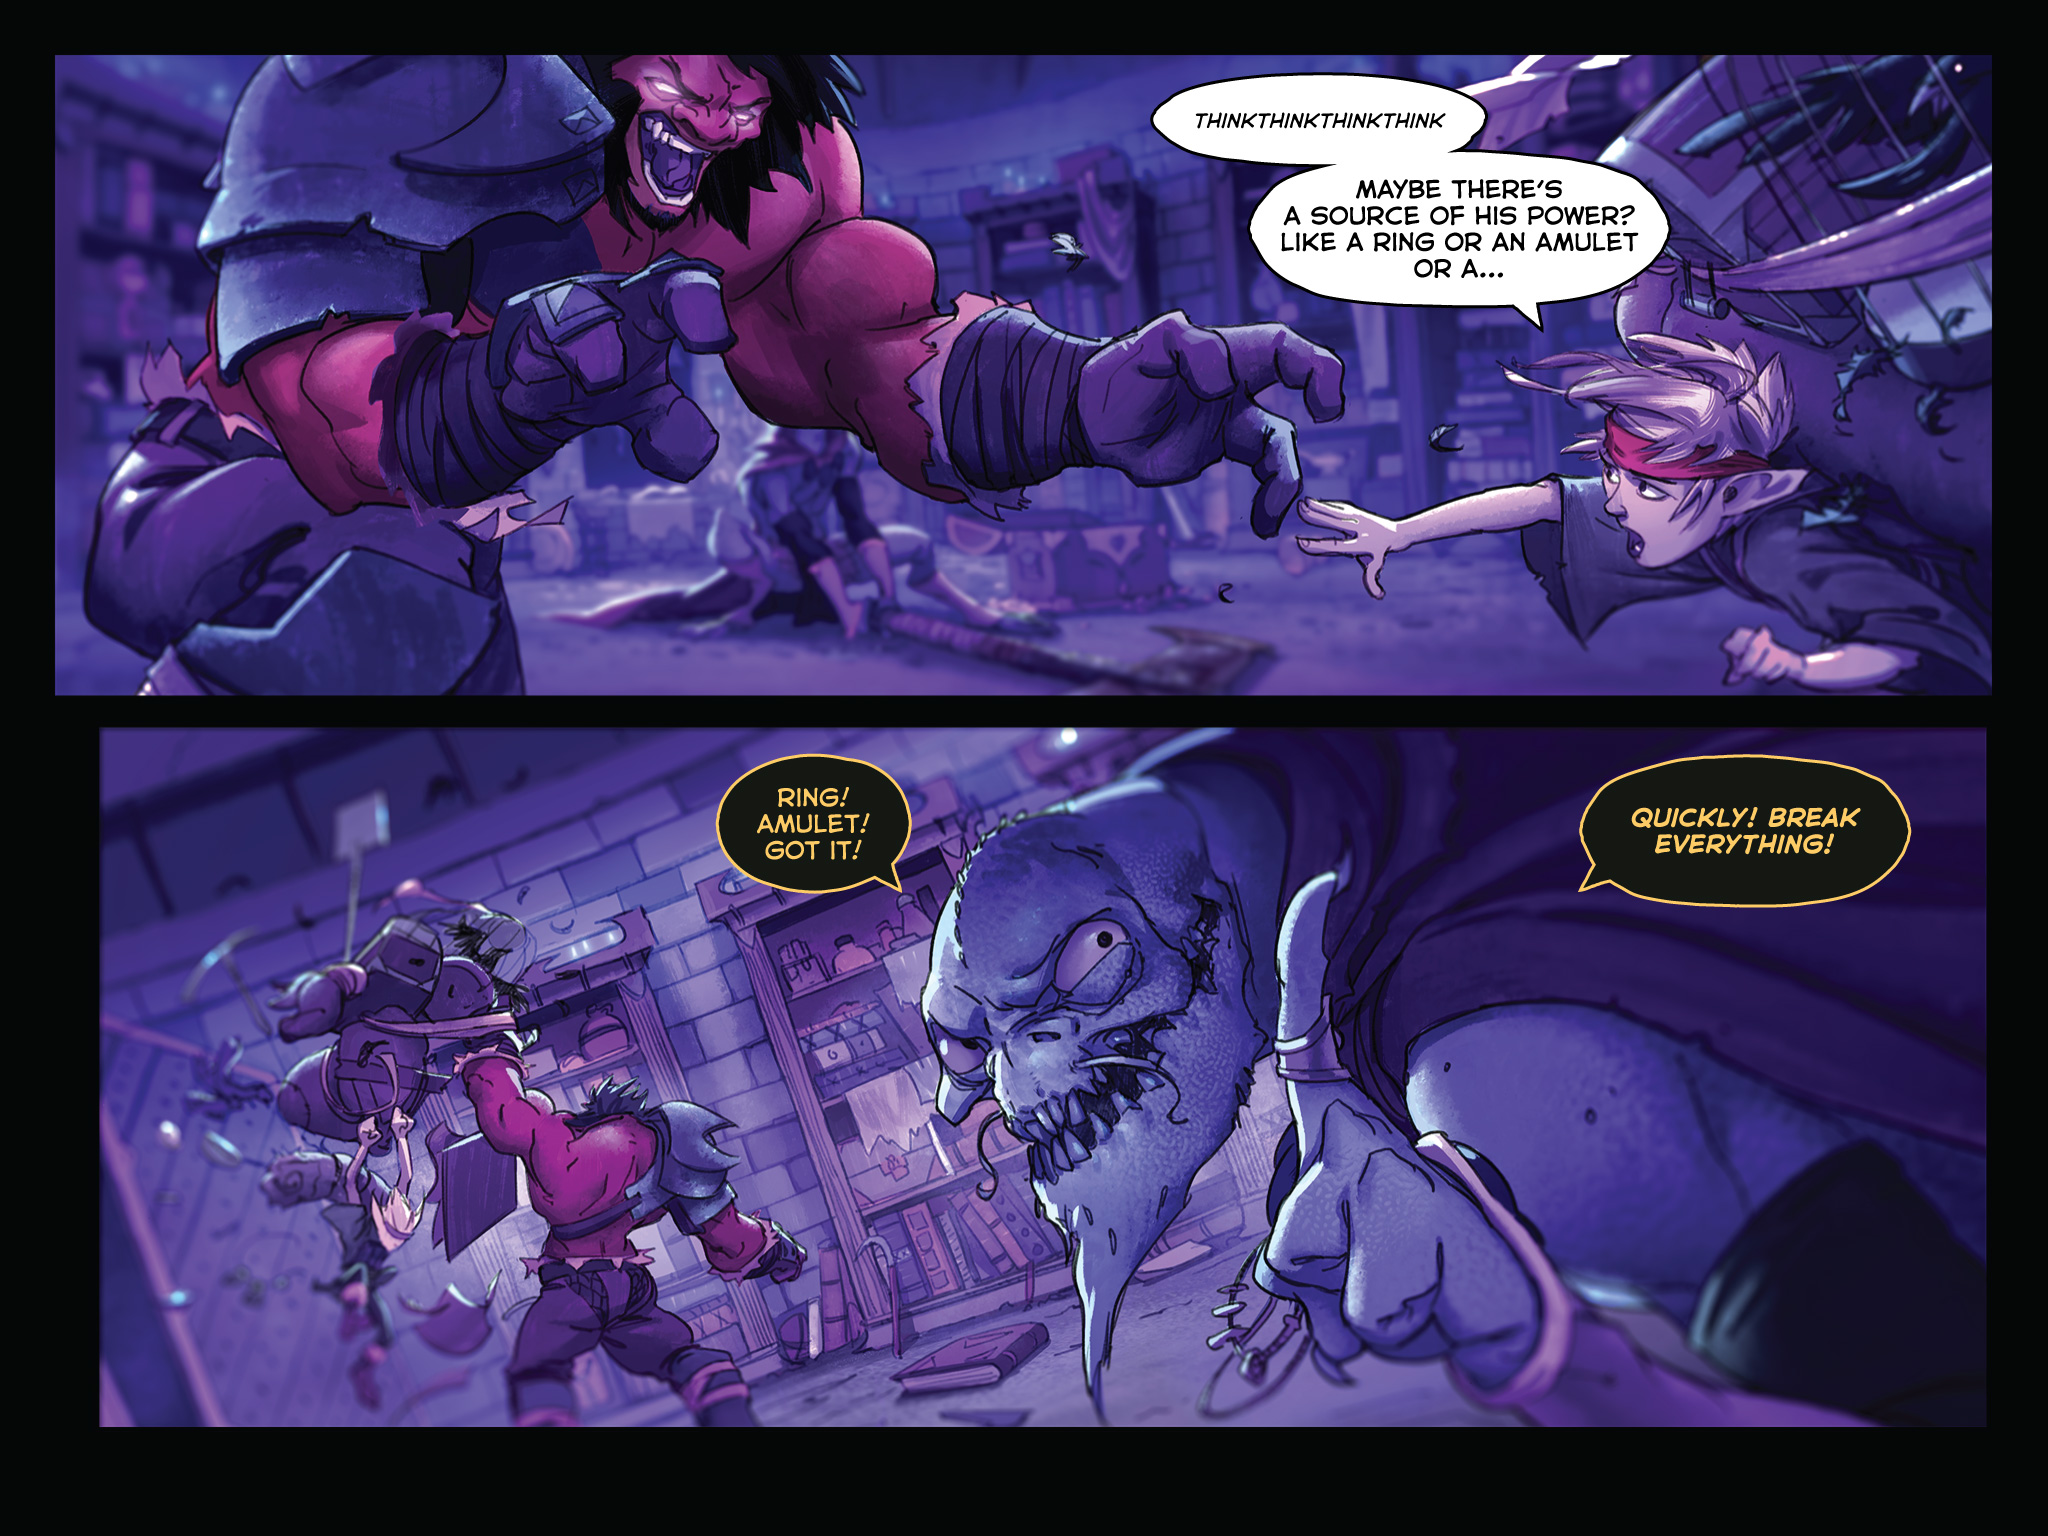 THINKTHINKTHINKTHINK
MAYBE THERE'S
A SOURCE OF HIS POWER?
LIKE A RING OR AN AMULET
OR A...
RING!
AMULET!
GOT IT!
QUICKLY! BREAK
EVERYTHING!